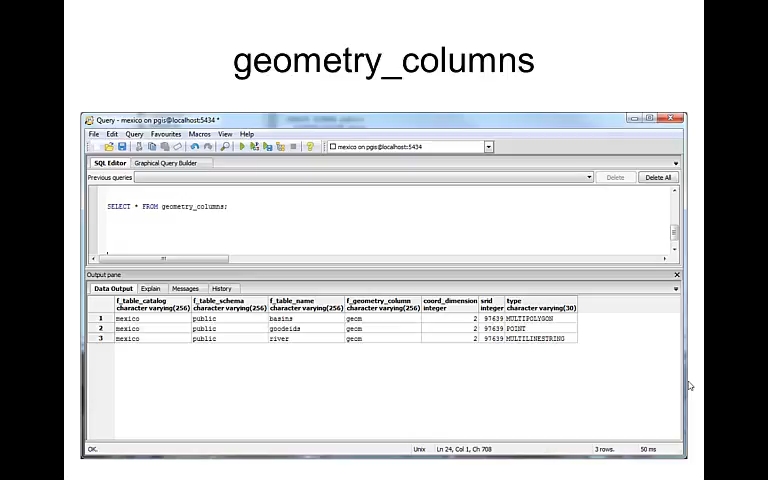 geometry_columns
Query - mexico on pgis@localhost:5434 *
File Edit Query Favourites Macros View Help
mexico on pgis@localhost:5434
SQL Editor Graphical Query Builder
Previous queries Delete Delete All
SELECT * FROM geometry_columns;
Output pane
Data Output Explain Messages History
f_table_catalog f_table_schema f_table_name f_geometry_column coord_dimension srid type
character varying(256) character varying(256) character varying(256) character varying(256) integer integer character varying(30)
1 mexico public basins geom 2 97639 MULTIPOLYGON
2 mexico public goodeids geom 2 97639 POINT
3 mexico public river geom 2 97639 MULTILINESTRING
OK. Unix Ln 24, Col 1, Ch 708 3 rows. 50 ms